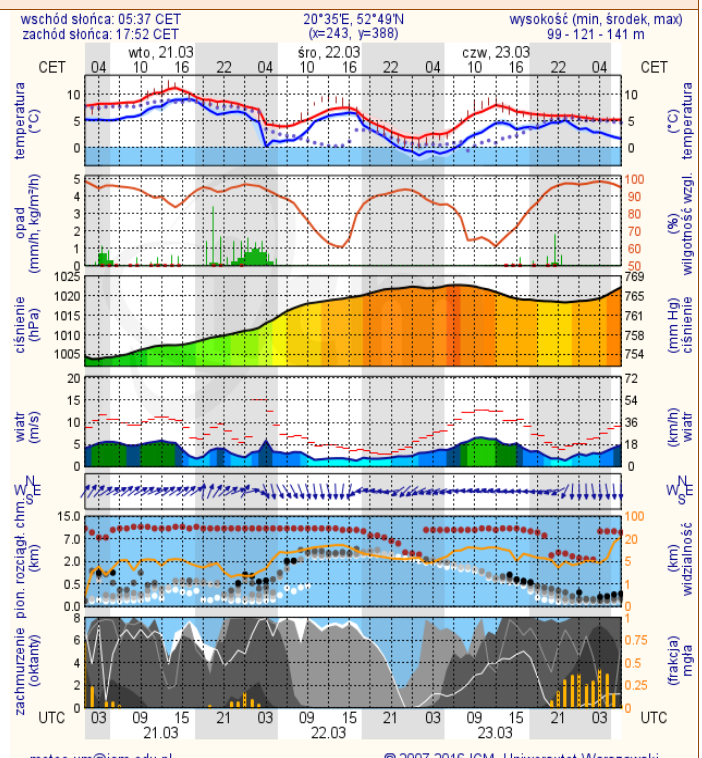 wschód słońca: 05:37 CET 20°35'E, 52°49'N wysokość (min, środek, max)
zachód słońca: 17:52 CET (x=243, y=388) 99 - 121 - 141 m
wto, 21.03 śro, 22.03 czw, 23.03
CET 04 10 16 22 04 10 16 22 04 10 16 22 04 CET
temperatura (°C) 10 5 0 10 5 0 (°C) temperatura
opad (mm/h, kg/m²/h) 5 4 3 2 1 0 100 90 80 70 60 50 (%) wilgotność wzgl.
ciśnienie (hPa) 1025 1020 1015 1010 1005 769 765 761 758 754 (mm Hg) ciśnienie
wiatr (m/s) 20 15 10 5 0 72 54 36 18 0 (km/h) wiatr
N W E S N W E S
pion. rozciągł. chm. (km) 15.0 7.0 2.0 0.5 0.0 100 20 5 1 0 (km) widzialność
zachmurzenie (oktanty) 8 6 4 2 0 1 0.75 0.5 0.25 0 (frakcja) mgła
UTC 03 09 15 21 03 09 15 21 03 09 15 21 03 UTC
21.03 22.03 23.03
meteo-um@icm.edu.pl © 2007-2016 ICM, Uniwersytet Warszawski